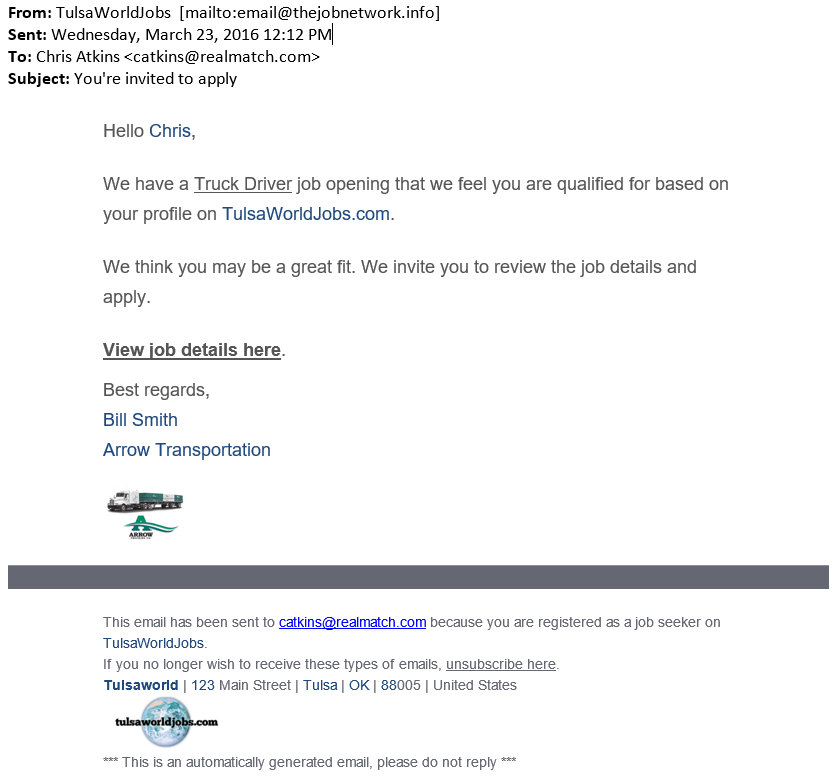 From: TulsaWorldJobs [mailto:email@thejobnetwork.info]
Sent: Wednesday, March 23, 2016 12:12 PM
To: Chris Atkins <catkins@realmatch.com>
Subject: You're invited to apply
Hello Chris,
We have a Truck Driver job opening that we feel you are qualified for based on
your profile on TulsaWorldJobs.com.
We think you may be a great fit. We invite you to review the job details and
apply.
View job details here.
Best regards,
Bill Smith
Arrow Transportation
ARROW
This email has been sent to catkins@realmatch.com because you are registered as a job seeker on
TulsaWorldJobs.
If you no longer wish to receive these types of emails, unsubscribe here.
Tulsaworld | 123 Main Street | Tulsa | OK | 88005 | United States
tulsaworldjobs.com
*** This is an automatically generated email, please do not reply ***